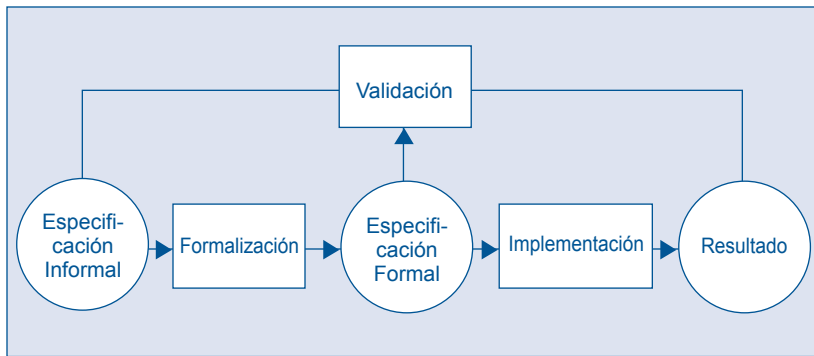 Validación
Especifi-
cación
Informal
Formalización
Especifi-
cación
Formal
Implementación
Resultado